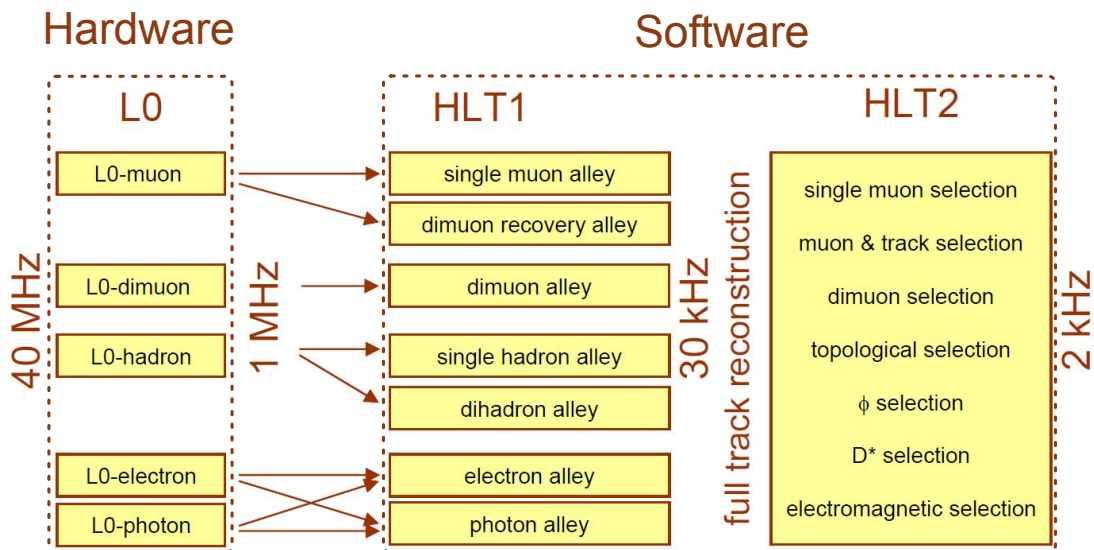 Hardware
Software
L0
HLT1
HLT2
40 MHz
L0-muon
L0-dimuon
L0-hadron
L0-electron
L0-photon
1 MHz
single muon alley
dimuon recovery alley
dimuon alley
single hadron alley
dihadron alley
electron alley
photon alley
30 kHz
full track reconstruction
single muon selection
muon & track selection
dimuon selection
topological selection
ϕ selection
D* selection
electromagnetic selection
2 kHz